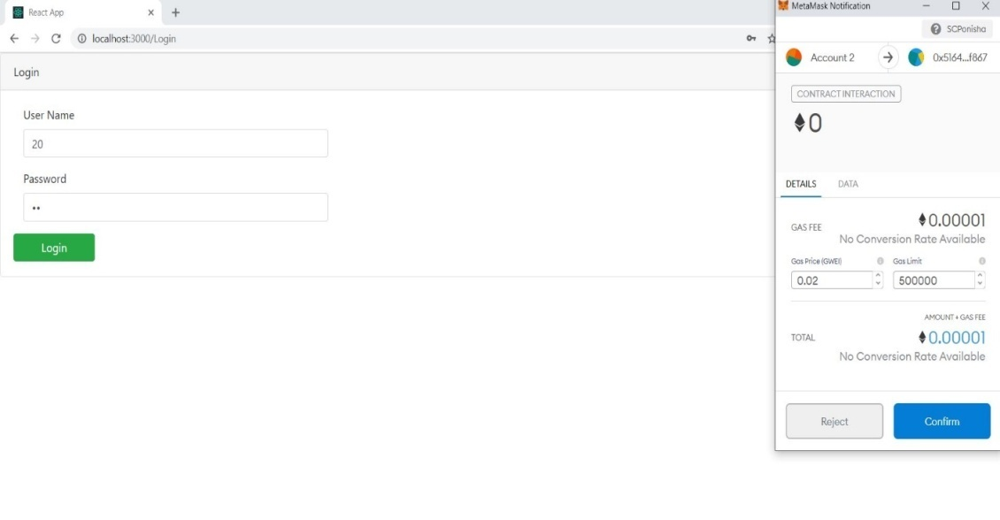 React App
localhost:3000/Login
Login
User Name
20
Password
••
Login
MetaMask Notification
SCPonisha
Account 2
0x5164...f867
CONTRACT INTERACTION
0
DETAILS DATA
GAS FEE
0.00001
No Conversion Rate Available
Gas Price (GWEI) Gas Limit
0.02 500000
AMOUNT + GAS FEE
TOTAL
0.00001
No Conversion Rate Available
Reject Confirm